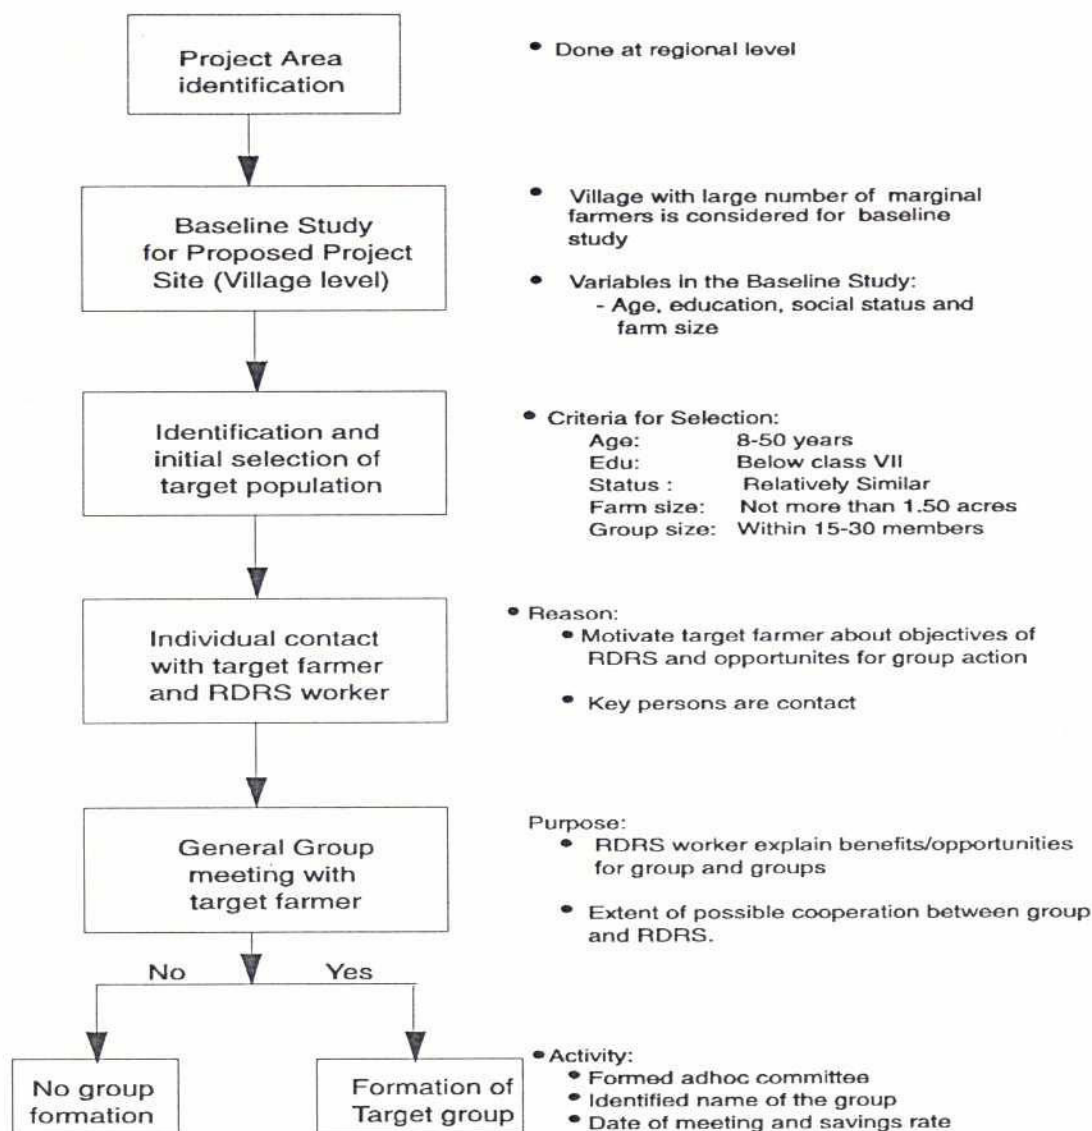 Project Area
identification
• Done at regional level
Baseline Study
for Proposed Project
Site (Village level)
• Village with large number of marginal
farmers is considered for baseline
study
• Variables in the Baseline Study:
- Age, education, social status and
farm size
Identification and
initial selection of
target population
• Criteria for Selection:
Age: 8-50 years
Edu: Below class VII
Status : Relatively Similar
Farm size: Not more than 1.50 acres
Group size: Within 15-30 members
Individual contact
with target farmer
and RDRS worker
• Reason:
• Motivate target farmer about objectives of
RDRS and opportunites for group action
• Key persons are contact
General Group
meeting with
target farmer
Purpose:
• RDRS worker explain benefits/opportunities
for group and groups
• Extent of possible cooperation between group
and RDRS.
No Yes
No group
formation
Formation of
Target group
• Activity:
• Formed adhoc committee
• Identified name of the group
• Date of meeting and savings rate